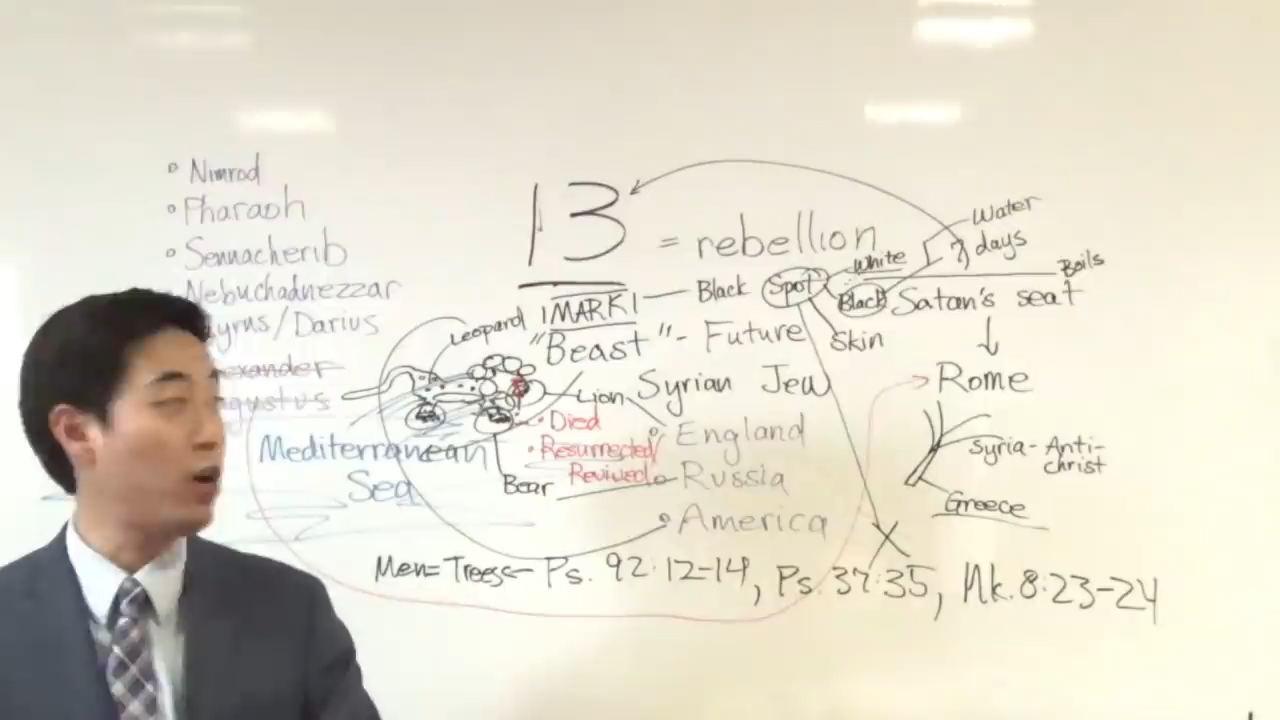 • Nimrod
• Pharaoh
• Sennacherib
Nebuchadnezzar
/Darius
13
= rebellion
Water
7 days
White
Boils
|MARK|
Black
Spot
Black
Skin
Satan's seat
Leopard
"Beast" - Future
Lion
Syrian Jew
Rome
• Died
• Resurrected/
Revived
England
Russia
America
Bear
Mediterranean
Sea
Syria - Anti-
christ
Greece
Men = Trees Ps. 92:12-14, Ps. 37:35, Mk. 8:23-24